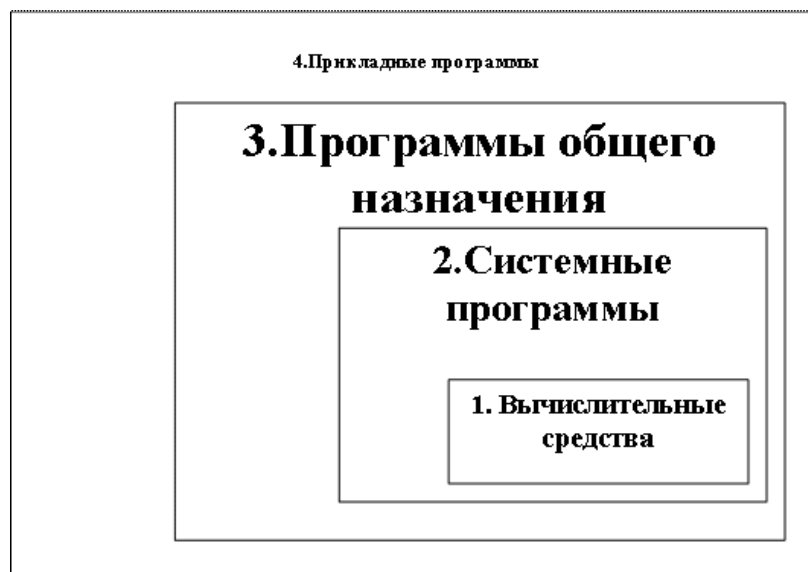 4.Прикладные программы
3.Программы общего
назначения
2.Системные
программы
1. Вычислительные
средства